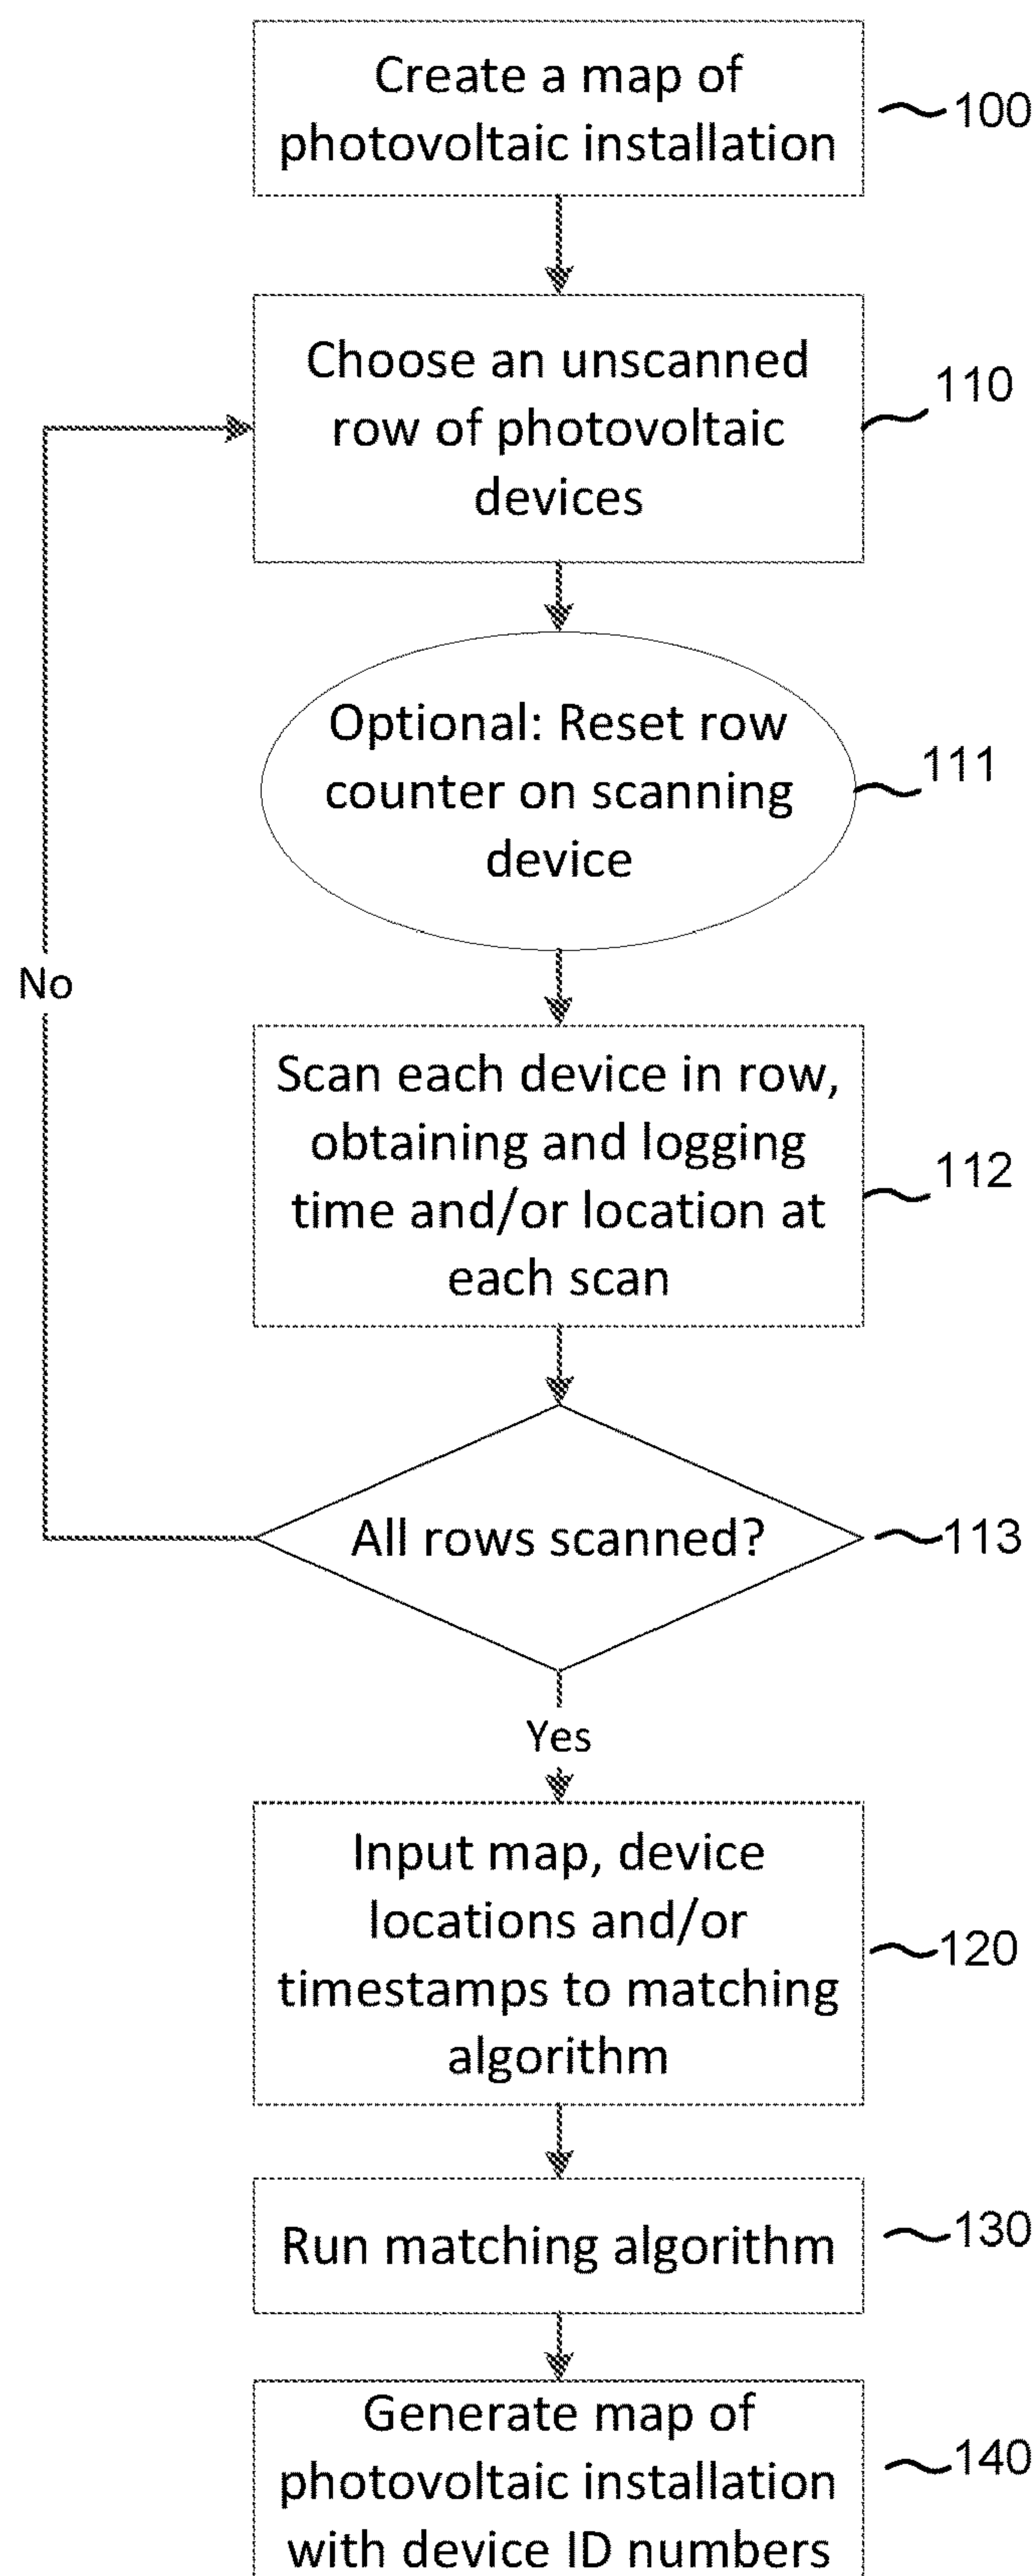 Create a map of
photovoltaic installation
100
Choose an unscanned
row of photovoltaic
devices
110
Optional: Reset row
counter on scanning
device
111
No
Scan each device in row,
obtaining and logging
time and/or location at
each scan
112
All rows scanned?
113
Yes
Input map, device
locations and/or
timestamps to matching
algorithm
120
Run matching algorithm
130
Generate map of
photovoltaic installation
with device ID numbers
140